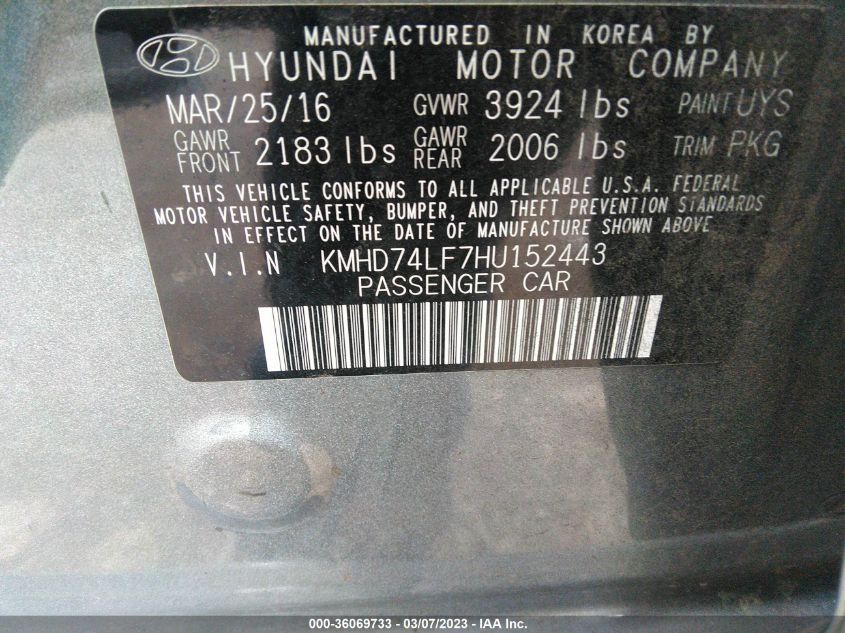 MANUFACTURED IN KOREA BY
HYUNDAI MOTOR COMPANY
MAR/25/16 GVWR 3924 lbs PAINT UYS
GAWR FRONT 2183 lbs GAWR REAR 2006 lbs TRIM PKG
THIS VEHICLE CONFORMS TO ALL APPLICABLE U.S.A. FEDERAL
MOTOR VEHICLE SAFETY, BUMPER, AND THEFT PREVENTION STANDARDS
IN EFFECT ON THE DATE OF MANUFACTURE SHOWN ABOVE
V.I.N KMHD74LF7HU152443
PASSENGER CAR
000-36069733 - 03/07/2023 - IAA Inc.